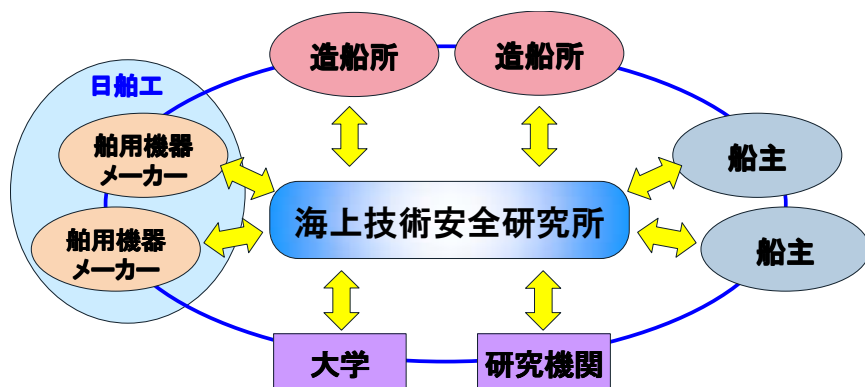 造船所
造船所
日舶工
舶用機器
メーカー
船主
海上技術安全研究所
舶用機器
メーカー
船主
大学
研究機関